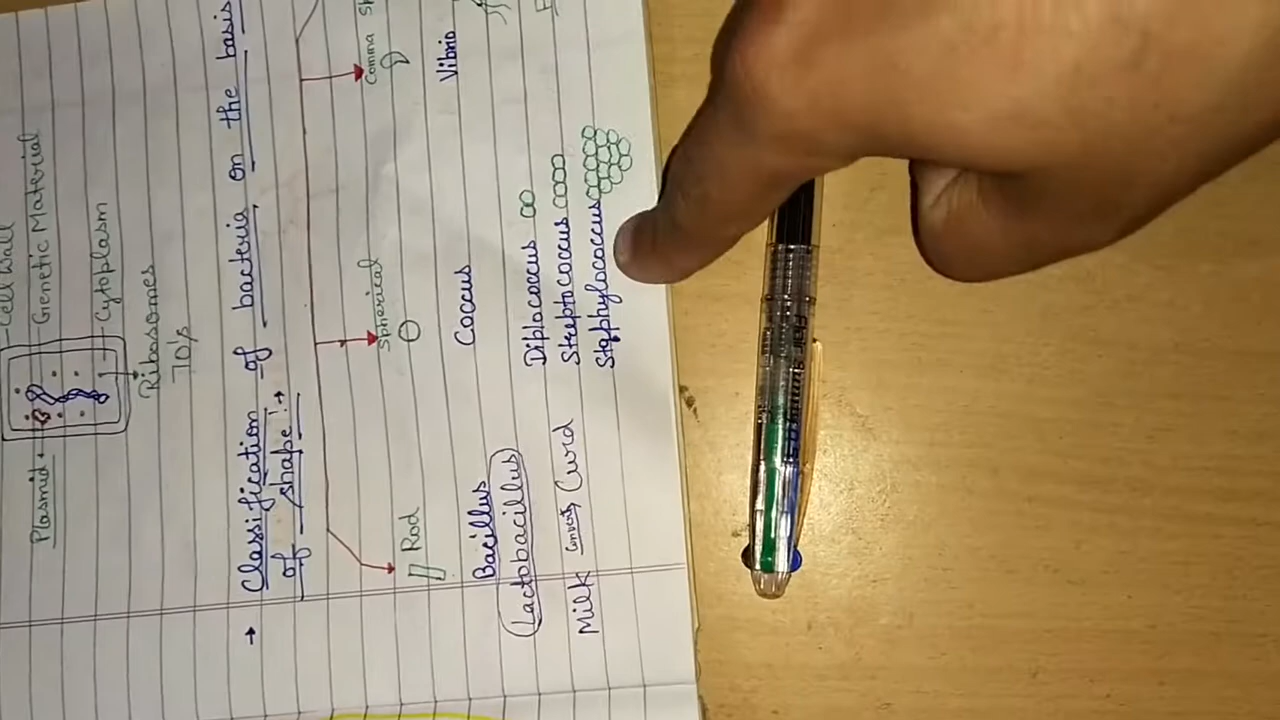 Cell Wall
Genetic Material
Cytoplasm
Plasmid
Ribosomes
70's
→ Classification of bacteria, on the basis
of shape :→
Rod
Spherical
Comma
Bacillus
Coccus
Vibrio
Lactobacillus
Diplococcus
Milk converts Curd
Streptococcus
Staphylococcus